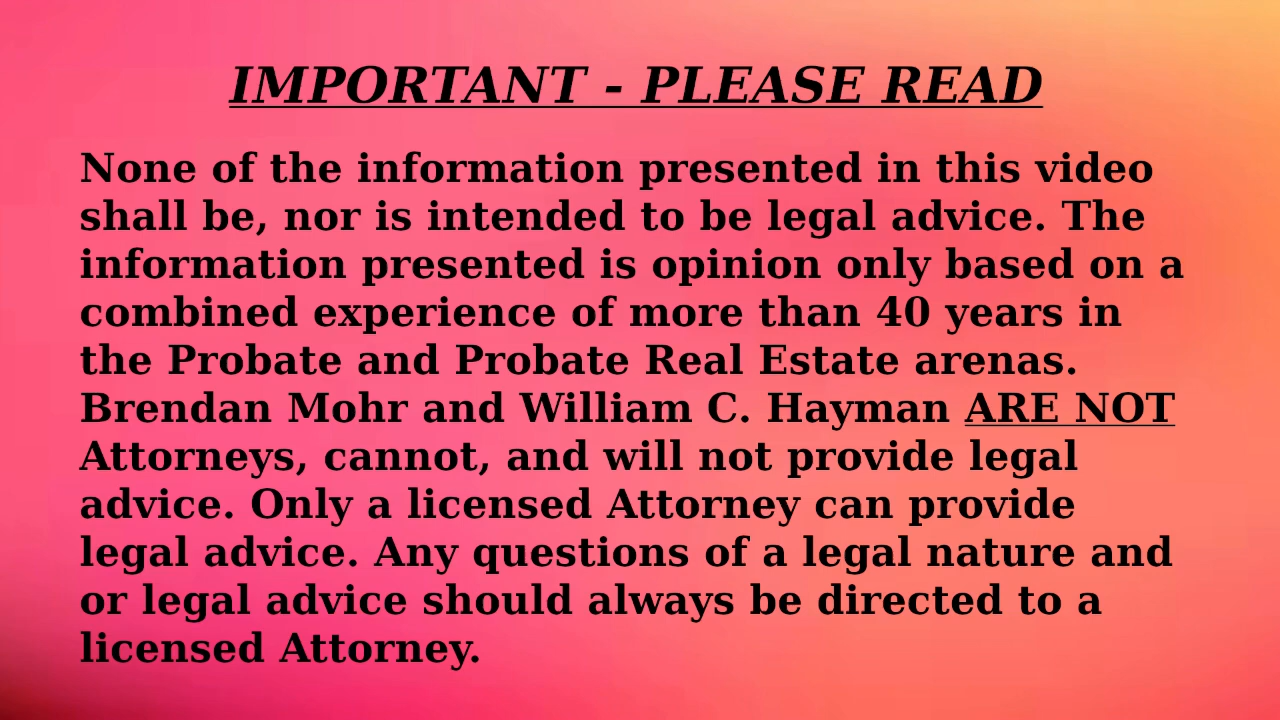 IMPORTANT - PLEASE READ
None of the information presented in this video
shall be, nor is intended to be legal advice. The
information presented is opinion only based on a
combined experience of more than 40 years in
the Probate and Probate Real Estate arenas.
Brendan Mohr and William C. Hayman ARE NOT
Attorneys, cannot, and will not provide legal
advice. Only a licensed Attorney can provide
legal advice. Any questions of a legal nature and
or legal advice should always be directed to a
licensed Attorney.